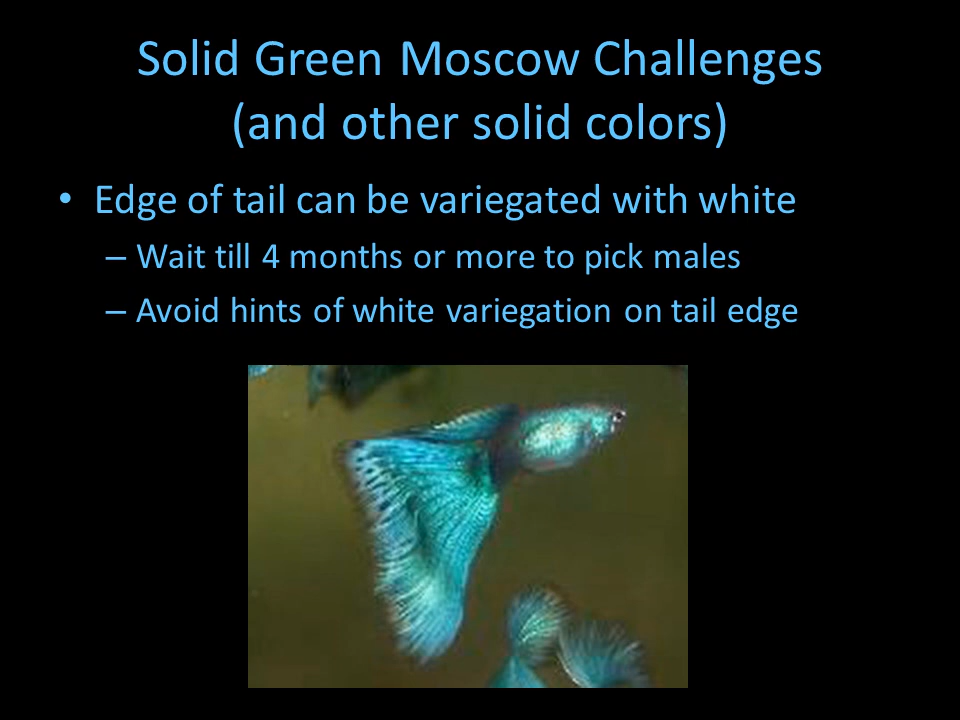 Solid Green Moscow Challenges
(and other solid colors)
• Edge of tail can be variegated with white
– Wait till 4 months or more to pick males
– Avoid hints of white variegation on tail edge